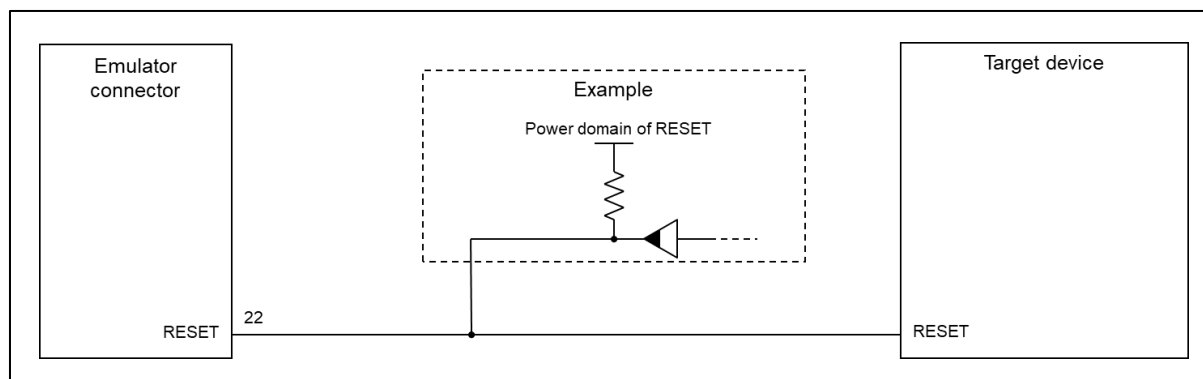 Emulator
connector
Target device
Example
Power domain of RESET
22
RESET
RESET